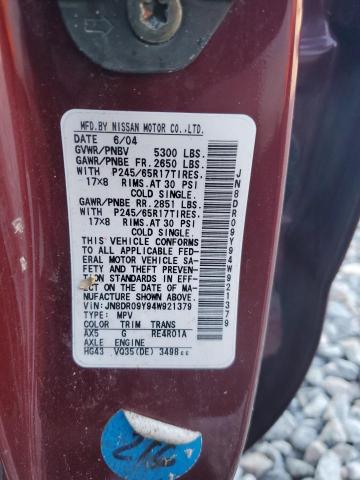 MFD.BY NISSAN MOTOR CO.,LTD.
DATE 6/04
GVWR/PNBV 5300 LBS.
GAWR/PNBE FR. 2650 LBS.
WITH P245/65R17TIRES.
17X8 RIMS.AT 30 PSI
COLD SINGLE.
GAWR/PNBE RR. 2851 LBS.
WITH P245/65R17TIRES.
17X8 RIMS.AT 30 PSI
COLD SINGLE.
THIS VEHICLE CONFORMS
TO ALL APPLICABLE FED-
ERAL MOTOR VEHICLE SA-
FETY AND THEFT PREVENTION
STANDARDS IN EFFECT
ON THE DATE OF MA-
NUFACTURE SHOWN ABOVE.
VIN:JN8DR09Y94W921379
TYPE: MPV
COLOR TRIM TRANS
AX5 G RE4R01A
AXLE ENGINE
HG43 VQ35(DE) 3498cc
JN8DR09Y94W921379
216